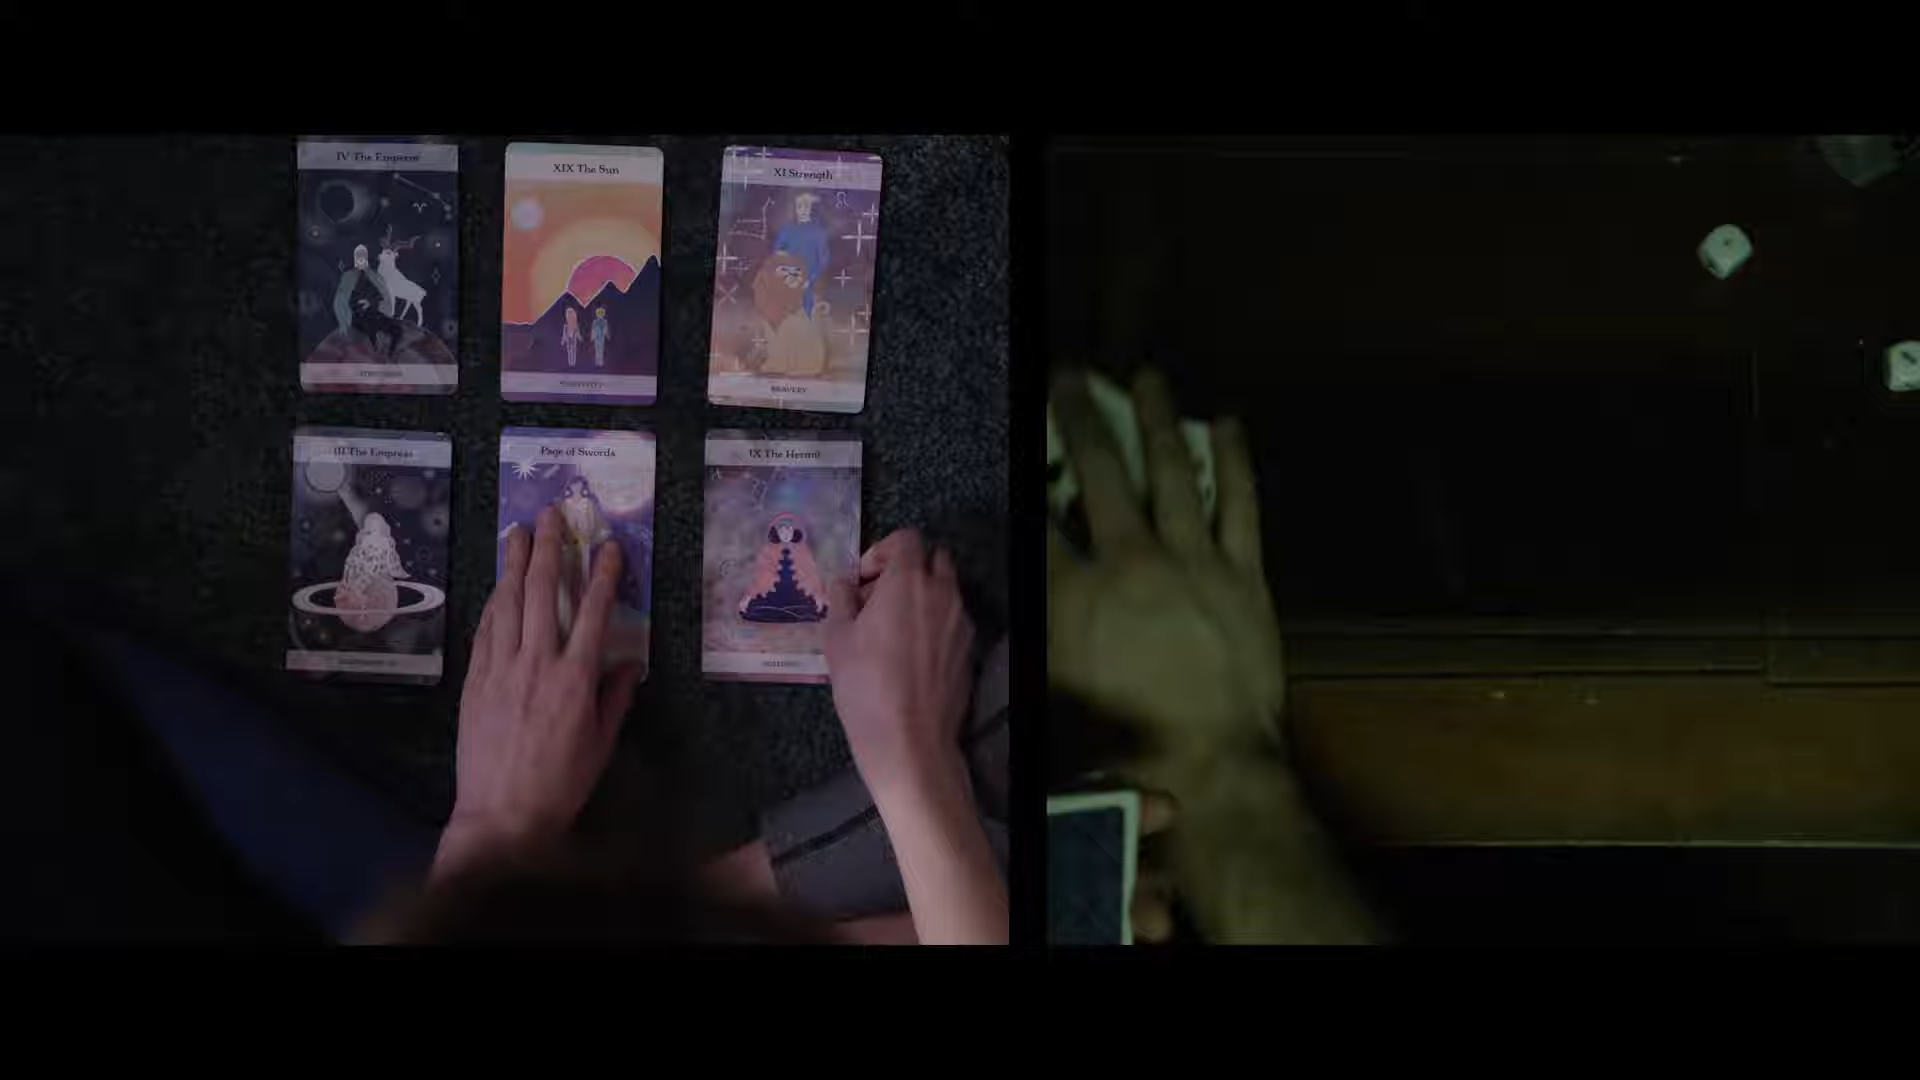 IV The Emperor
XIX The Sun
XI Strength
BRAVERY
III The Empress
Page of Swords
IX The Hermit